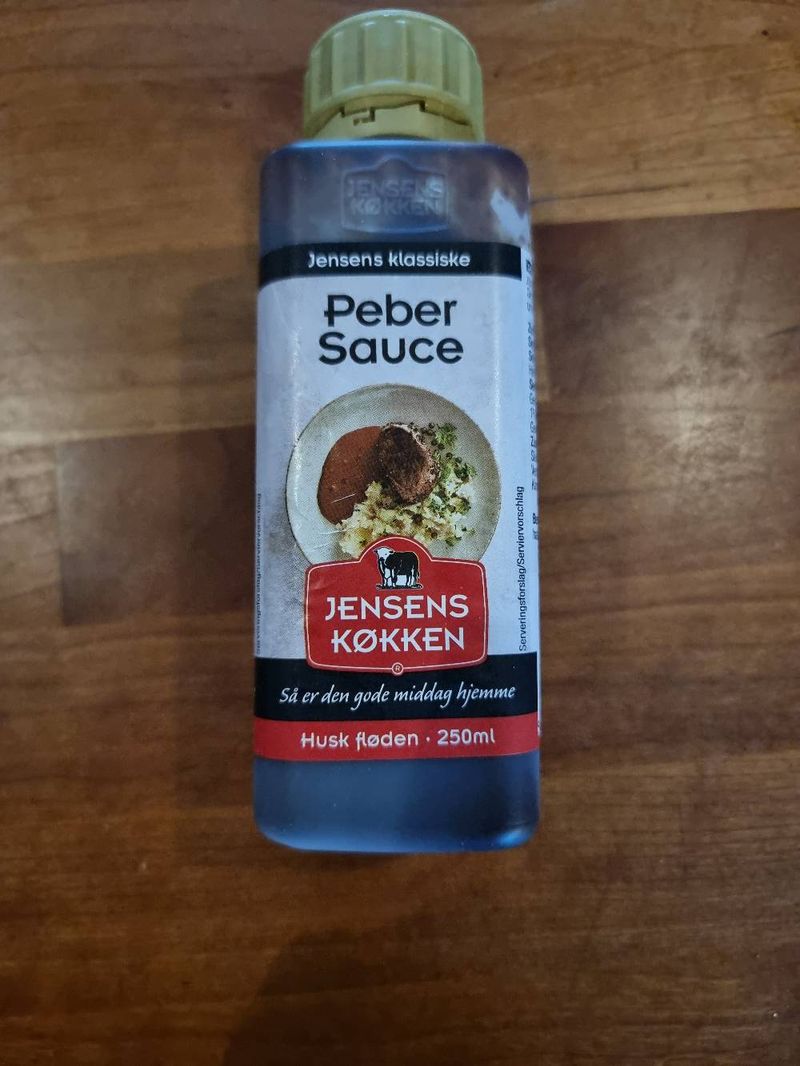 JENSENS
KØKKEN
Jensens klassiske
Peber
Sauce
JENSENS
KØKKEN
®
Så er den gode middag hjemme
Husk fløden · 250ml
Serveringsforslag/Serviervorschlag